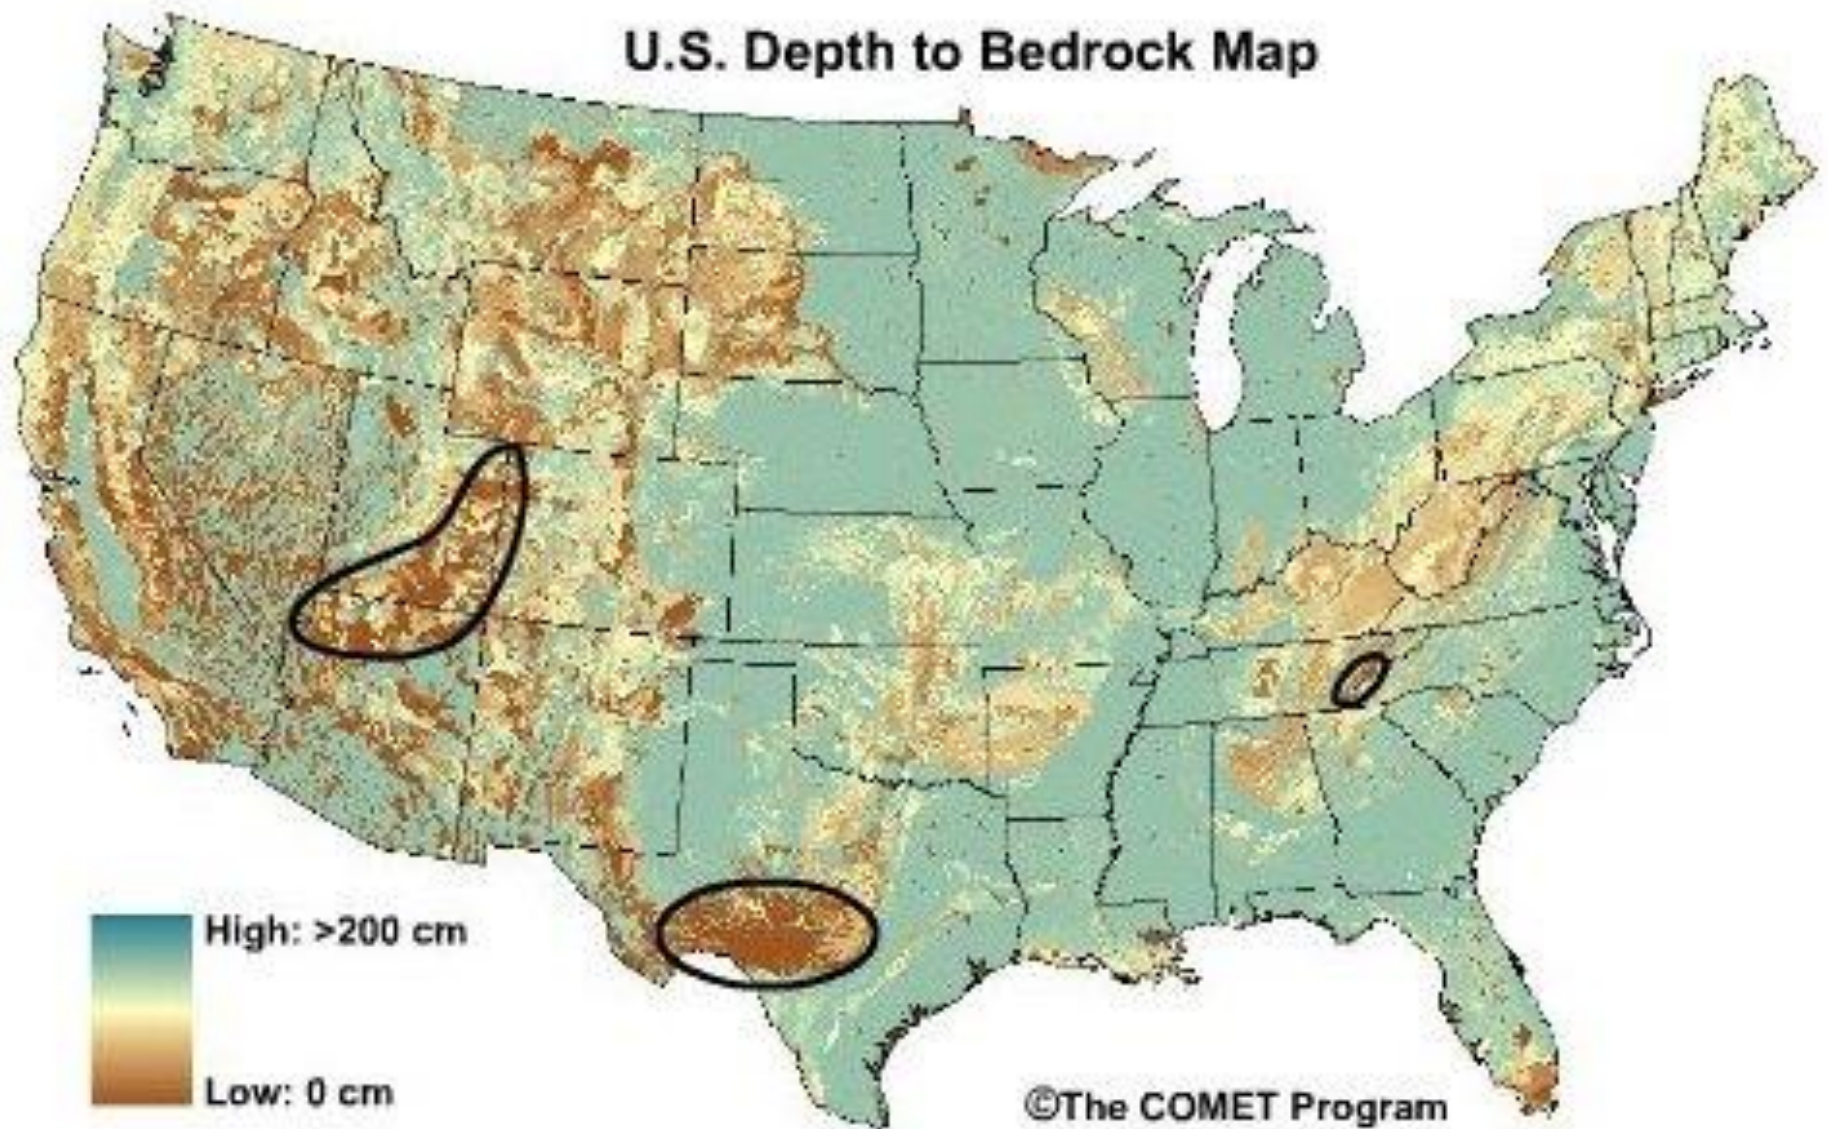 U.S. Depth to Bedrock Map
High: >200 cm
Low: 0 cm
©The COMET Program